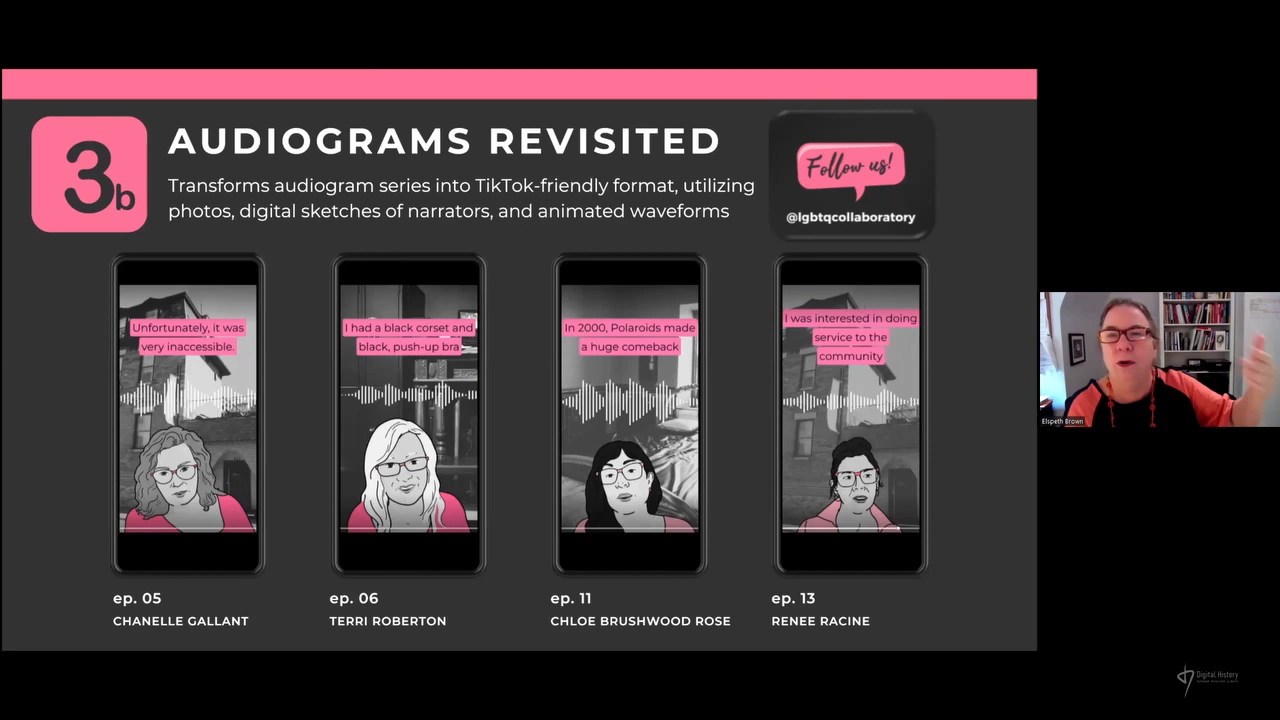 3b
AUDIOGRAMS REVISITED
Transforms audiogram series into TikTok-friendly format, utilizing
photos, digital sketches of narrators, and animated waveforms
Follow us!
@lgbtqcollaboratory
Unfortunately, it was
very inaccessible.
I had a black corset and
black, push-up bra
In 2000, Polaroids made
a huge comeback
I was interested in doing
service to the
community
ep. 05
CHANELLE GALLANT
ep. 06
TERRI ROBERTON
ep. 11
CHLOE BRUSHWOOD ROSE
ep. 13
RENEE RACINE
Elspeth Brown
Digital History